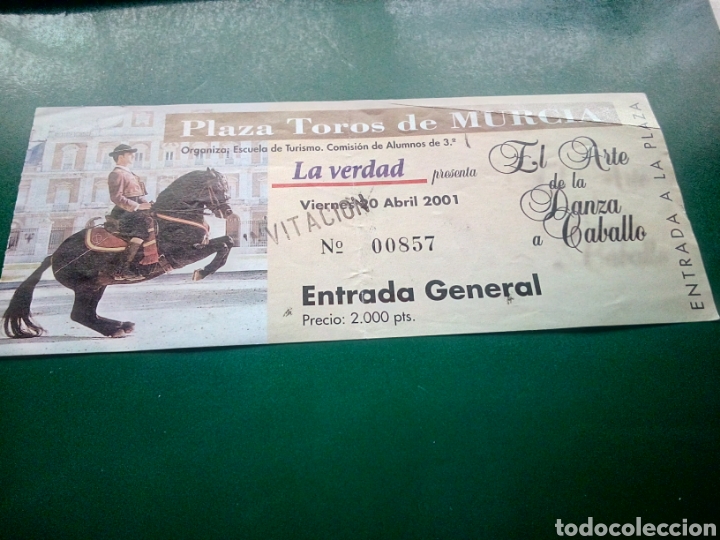 Plaza Toros de MURCIA
Organiza: Escuela de Turismo. Comisión de Alumnos de 3.º
La verdad presenta
Viernes 20 Abril 2001
VITACION
Nº 00857
Entrada General
Precio: 2.000 pts.
El Arte
de la
Danza
a Caballo
ENTRADA A LA PLAZA
todocoleccion